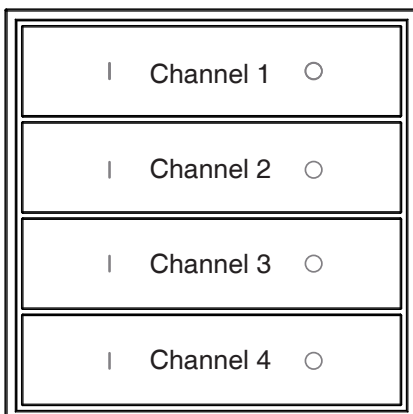 | Channel 1 ○
| Channel 2 ○
| Channel 3 ○
| Channel 4 ○